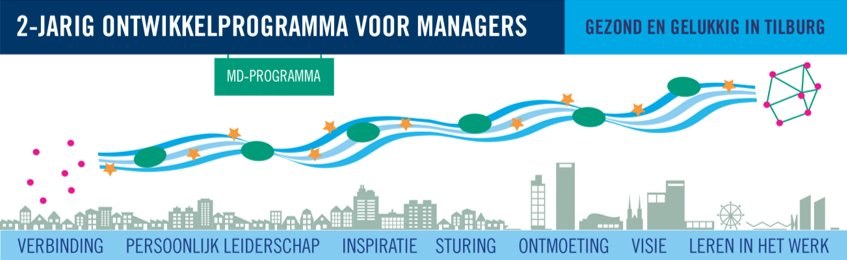 2-JARIG ONTWIKKELPROGRAMMA VOOR MANAGERS
GEZOND EN GELUKKIG IN TILBURG
MD-PROGRAMMA
VERBINDING PERSOONLIJK LEIDERSCHAP INSPIRATIE STURING ONTMOETING VISIE LEREN IN HET WERK